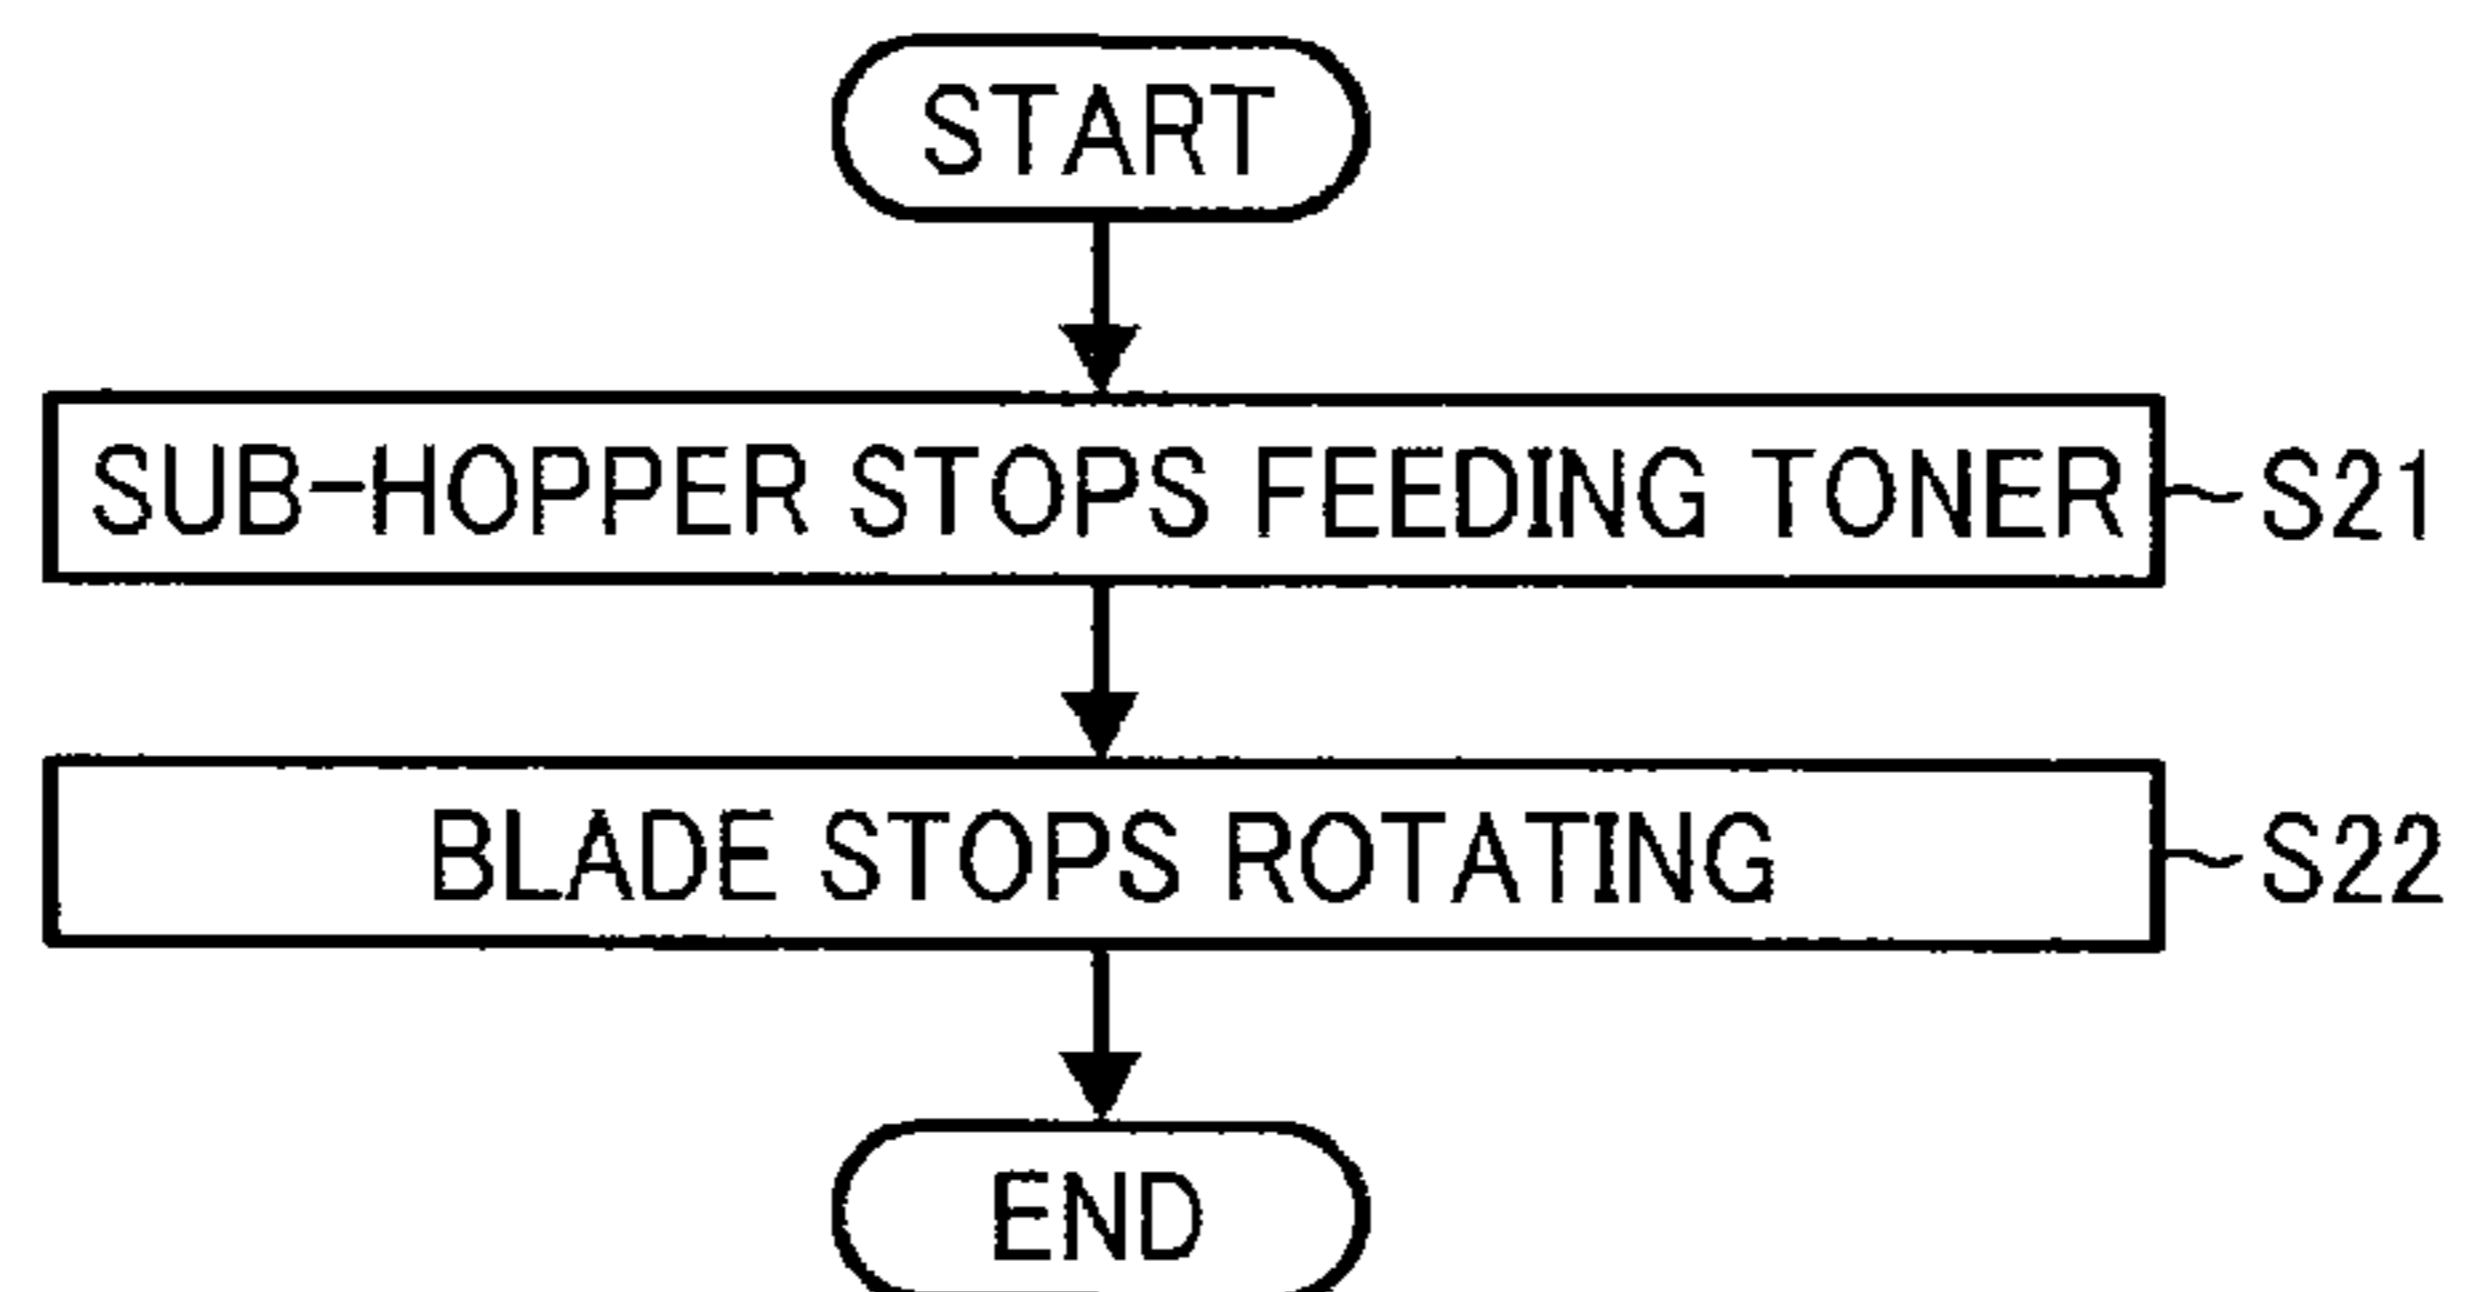 START
SUB-HOPPER STOPS FEEDING TONER S21
BLADE STOPS ROTATING S22
END